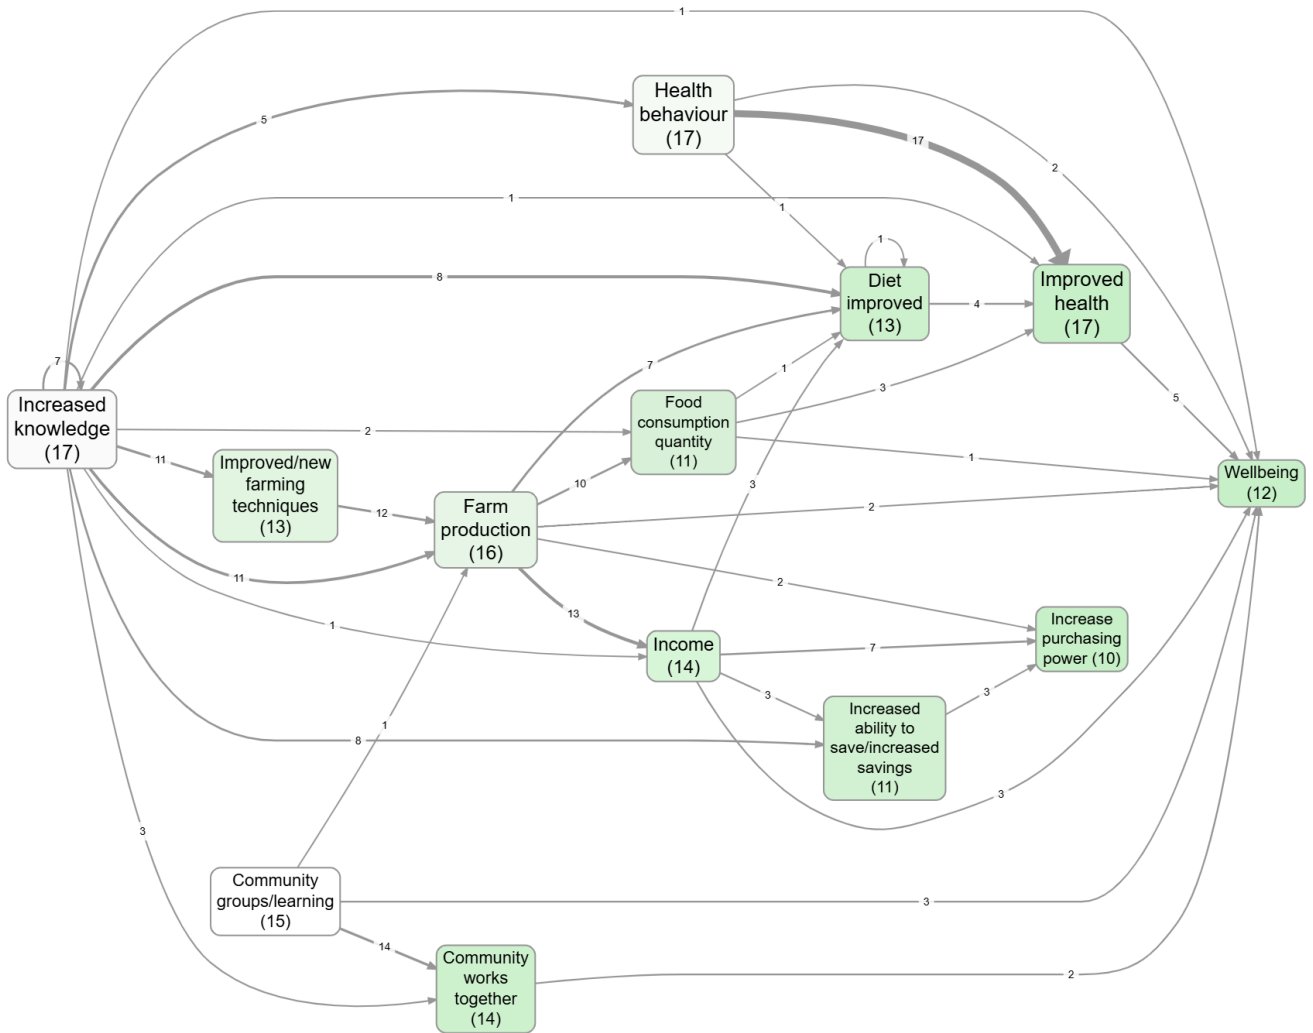 1
Health
behaviour
(17)
5
17
2
1
1
1
8
Diet
improved
(13)
4
Improved
health
(17)
7
Increased
knowledge
(17)
7
1
3
5
Food
consumption
quantity
(11)
2
1
Wellbeing
(12)
11
Improved/new
farming
techniques
(13)
12
10
3
2
Farm
production
(16)
11
2
13
1
Income
(14)
7
Increase
purchasing
power (10)
3
3
Increased
ability to
save/increased
savings
(11)
1
8
3
3
Community
groups/learning
(15)
3
14
Community
works
together
(14)
2